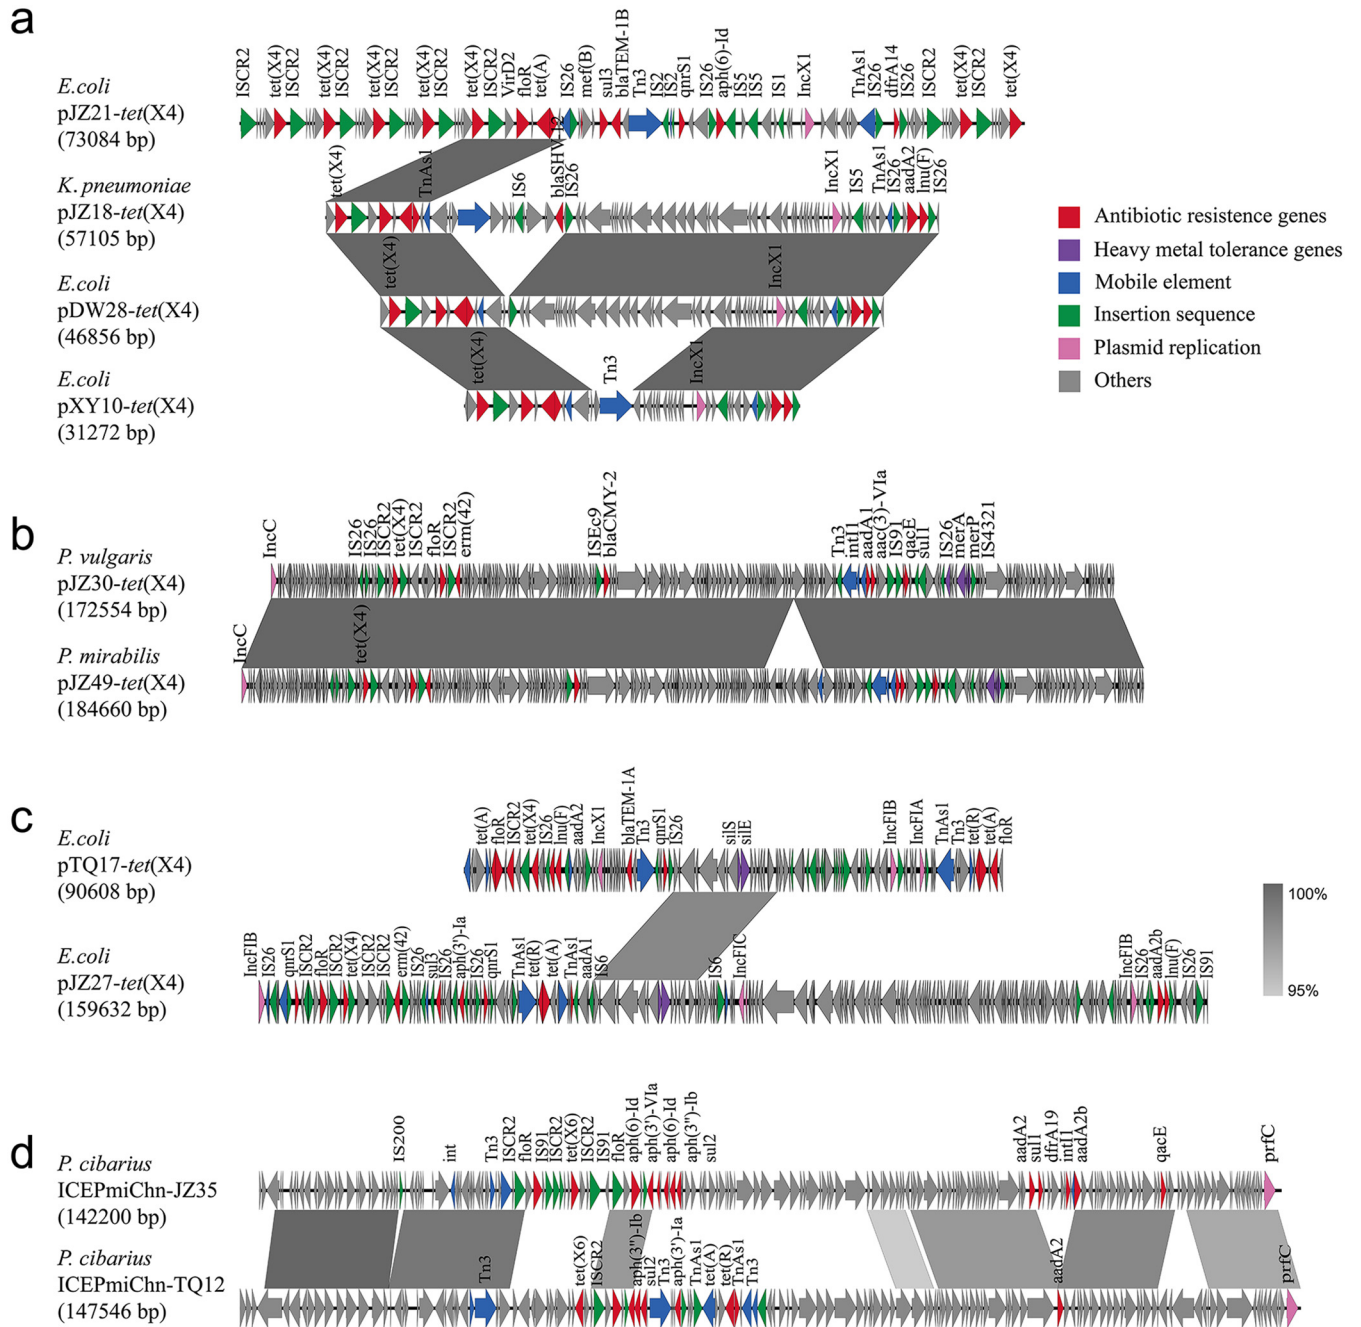 a
ISCR2
tet(X4)
ISCR2
tet(X4)
ISCR2
tet(X4)
ISCR2
tet(X4)
ISCR2
tet(X4)
ISCR2
VirD2
floR
tet(A)
IS26
mef(B)
sul3
blaTEM-1B
Tn3
IS2
IS2
qnrS1
IS26
aph(6)-Id
IS5
IS5
IS1
IncX1
TnAs1
IS26
dfrA14
IS26
ISCR2
tet(X4)
ISCR2
tet(X4)
E.coli
pJZ21-tet(X4)
(73084 bp)
tet(X4)
TnAs1
IS6
blaSHV-12
IS26
IncX1
IS5
TnAs1
IS26
aadA2
lnu(F)
IS26
K. pneumoniae
pJZ18-tet(X4)
(57105 bp)
tet(X4)
IncX1
E.coli
pDW28-tet(X4)
(46856 bp)
tet(X4)
Tn3
IncX1
E.coli
pXY10-tet(X4)
(31272 bp)
Antibiotic resistence genes
Heavy metal tolerance genes
Mobile element
Insertion sequence
Plasmid replication
Others
b
IncC
IS26
IS26
ISCR2
tet(X4)
ISCR2
floR
ISCR2
erm(42)
ISEc9
blaCMY-2
Tn3
intI1
aadA1
aac(3)-VIa
IS91
qacE
sul1
IS26
merA
merP
IS4321
P. vulgaris
pJZ30-tet(X4)
(172554 bp)
IncC
tet(X4)
P. mirabilis
pJZ49-tet(X4)
(184660 bp)
c
tet(A)
floR
ISCR2
tet(X4)
IS26
lnu(F)
aadA2
IncX1
blaTEM-1A
Tn3
qnrS1
IS26
silS
silE
IncFIB
IncFIA
TnAs1
Tn3
tet(R)
tet(A)
floR
E.coli
pTQ17-tet(X4)
(90608 bp)
IncFIB
IS26
qnrS1
ISCR2
floR
ISCR2
tet(X4)
ISCR2
ISCR2
erm(42)
IS26
sul3
IS26
aph(3')-Ia
IS26
qnrS1
TnAs1
tet(R)
tet(A)
TnAs1
aadA1
IS6
IS6
IncFIC
IncFIB
IS26
aadA2b
lnu(F)
IS26
IS91
E.coli
pJZ27-tet(X4)
(159632 bp)
100%
95%
d
IS200
int
Tn3
ISCR2
floR
IS91
ISCR2
tet(X6)
ISCR2
IS91
floR
aph(6)-Id
aph(3')-VIa
aph(6)-Id
aph(3'')-Ib
sul2
aadA2
sul1
dfrA19
intI1
aadA2b
qacE
prfC
P. cibarius
ICEPmiChn-JZ35
(142200 bp)
Tn3
tet(X6)
ISCR2
aph(3'')-Ib
sul2
Tn3
aph(3')-Ia
TnAs1
tet(A)
tet(R)
TnAs1
Tn3
aadA2
prfC
P. cibarius
ICEPmiChn-TQ12
(147546 bp)